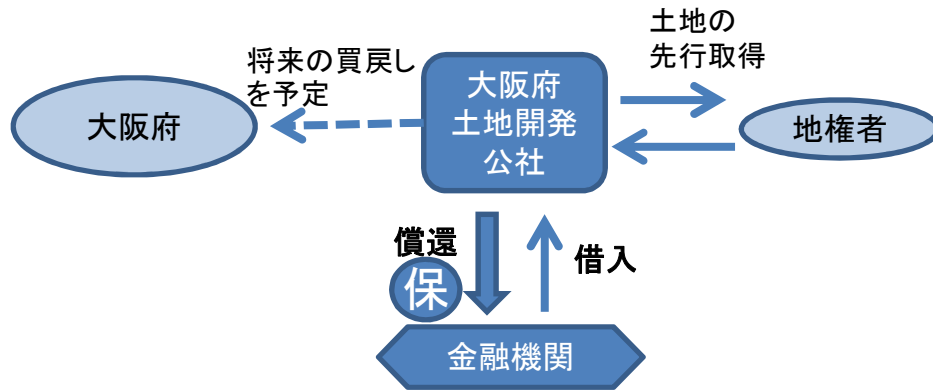 土地の
先行取得
将来の買戻し
を予定
大阪府
大阪府
土地開発
公社
地権者
償還
保
借入
金融機関